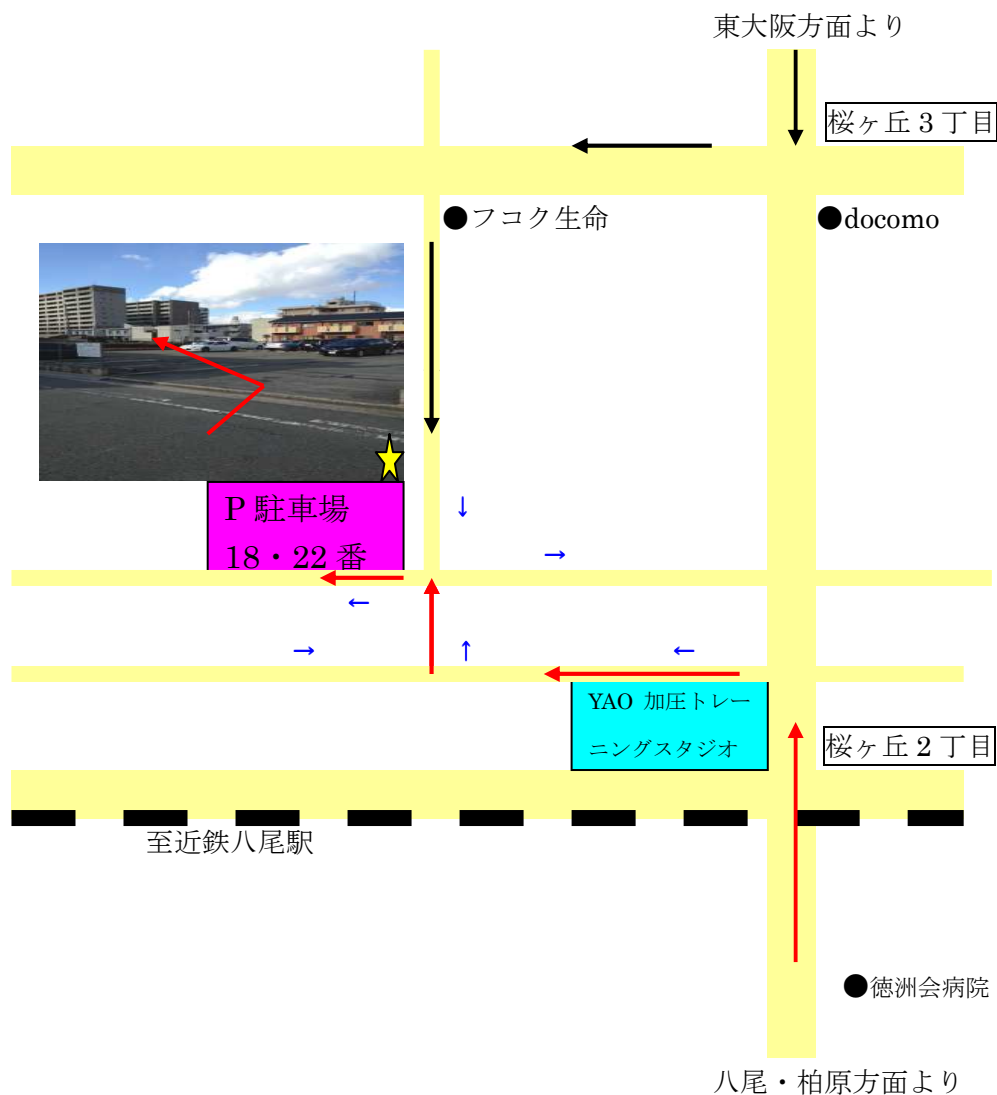 東大阪方面より
桜ヶ丘3丁目
●フコク生命
●docomo
P 駐車場
18・22 番
↓
→
←
→
↑
←
YAO 加圧トレー
ニングスタジオ
桜ヶ丘2丁目
至近鉄八尾駅
●徳洲会病院
八尾・柏原方面より